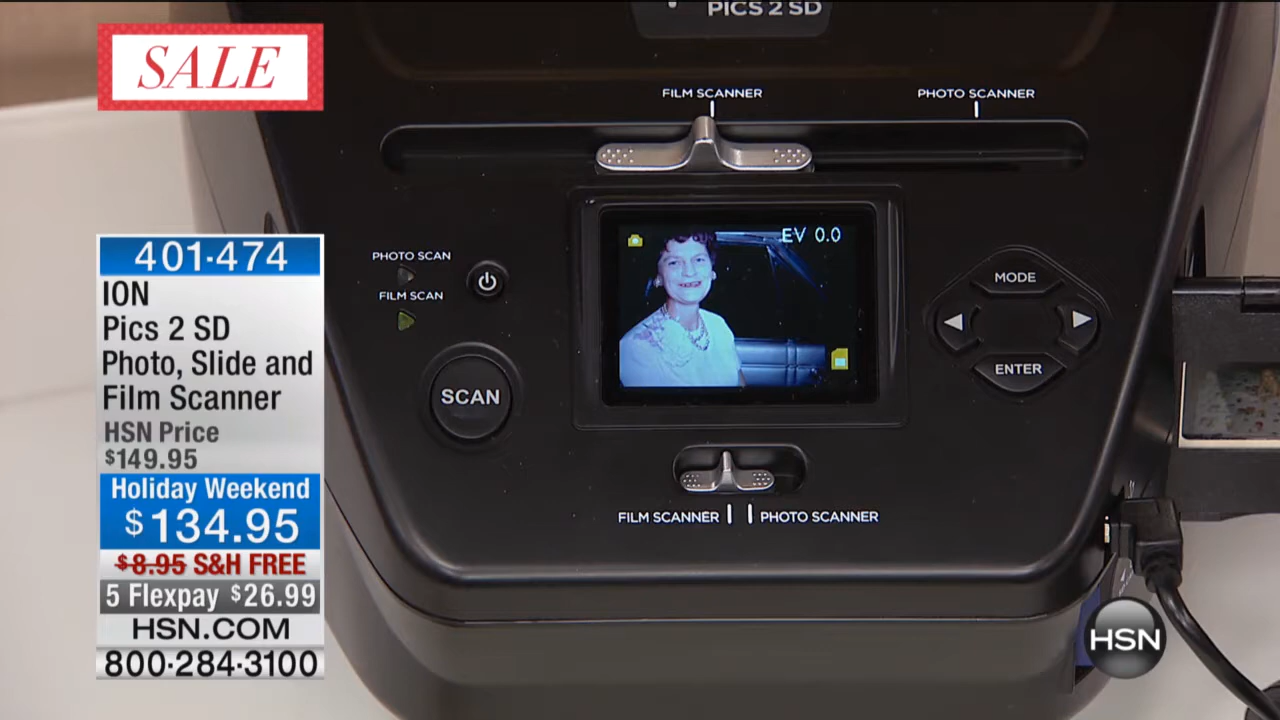 SALE
401-474
ION
Pics 2 SD
Photo, Slide and
Film Scanner
HSN Price
$149.95
Holiday Weekend
$134.95
$8.95 S&H FREE
5 Flexpay $26.99
HSN.COM
800-284-3100
PICS 2 SD
FILM SCANNER
PHOTO SCANNER
PHOTO SCAN
FILM SCAN
SCAN
EV 0.0
MODE
ENTER
FILM SCANNER
PHOTO SCANNER
HSN